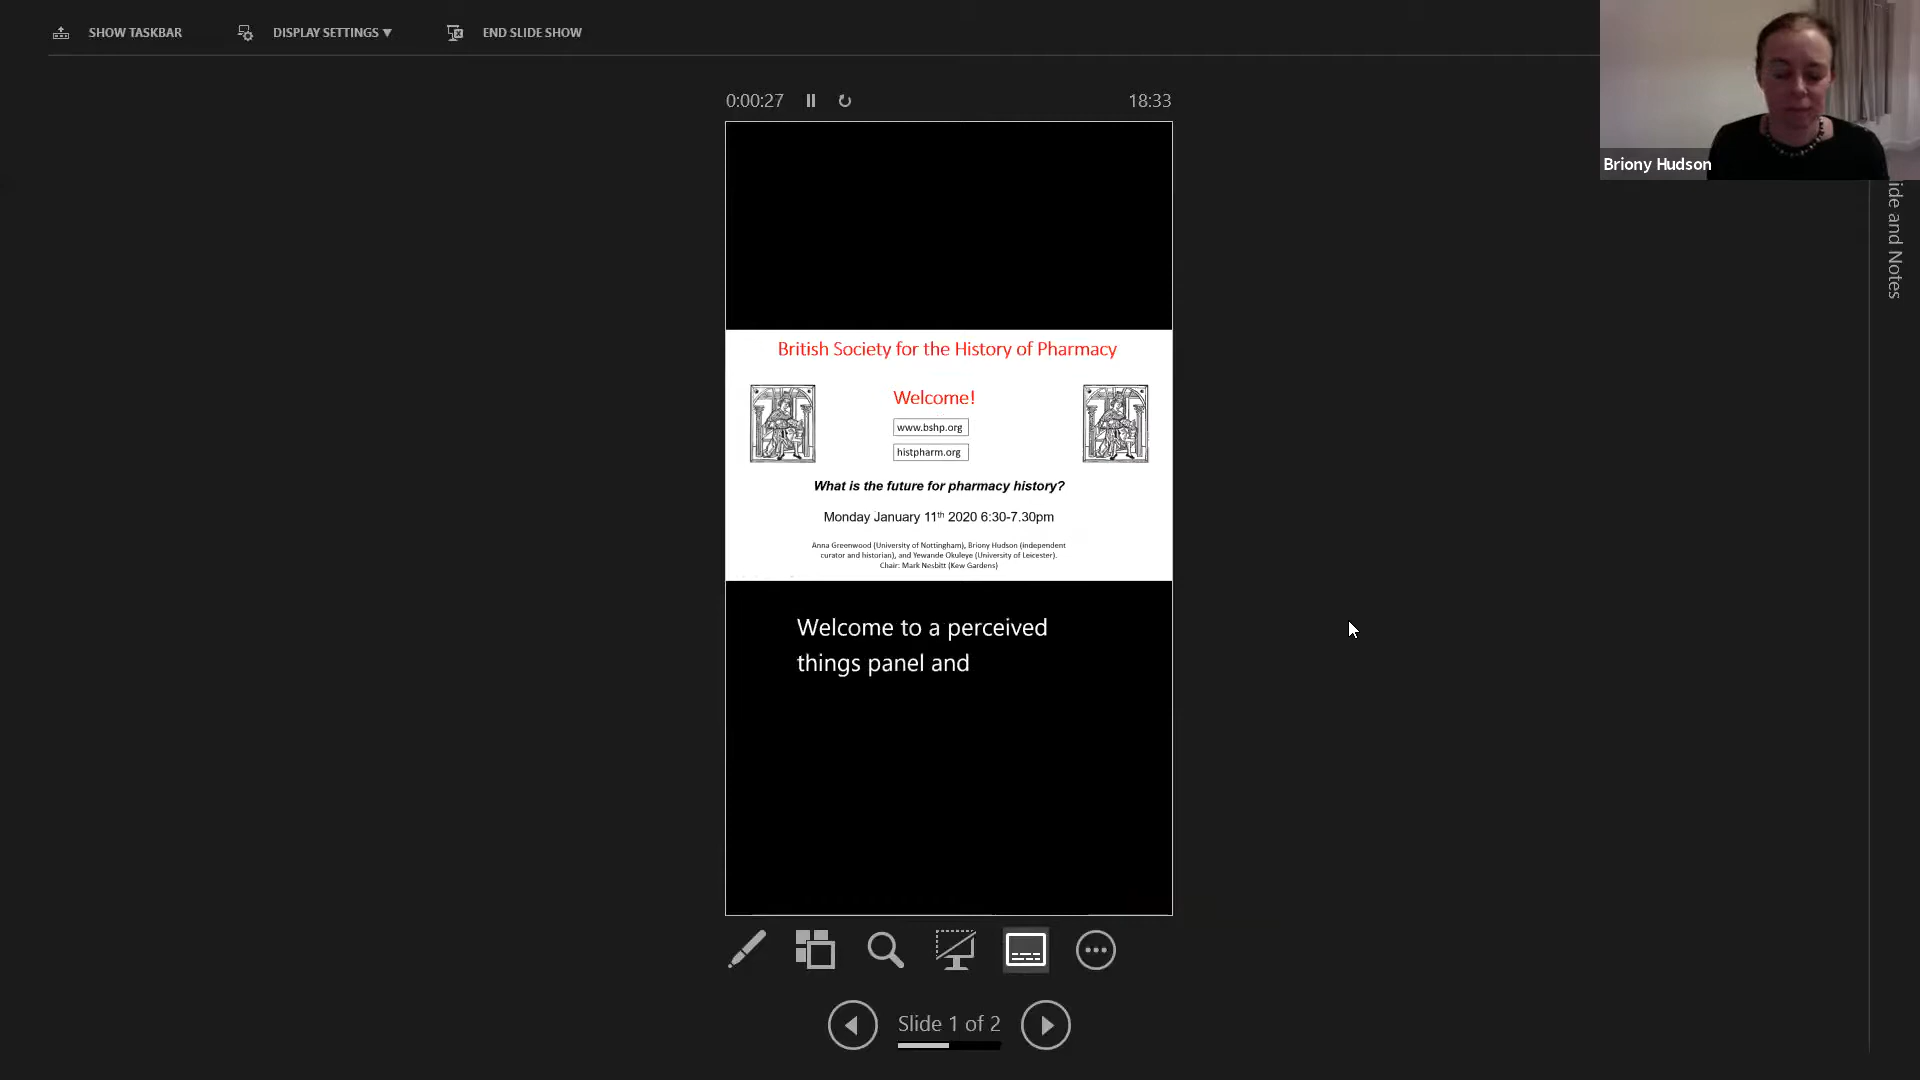 SHOW TASKBAR
DISPLAY SETTINGS ▼
END SLIDE SHOW
0:00:27
18:33
Briony Hudson
ide and Notes
British Society for the History of Pharmacy
Welcome!
www.bshp.org
histpharm.org
What is the future for pharmacy history?
Monday January 11th 2020 6:30-7.30pm
Anna Greenwood (University of Nottingham), Briony Hudson (independent
curator and historian), and Yewande Okuleye (University of Leicester).
Chair: Mark Nesbitt (Kew Gardens)
Welcome to a perceived
things panel and
Slide 1 of 2